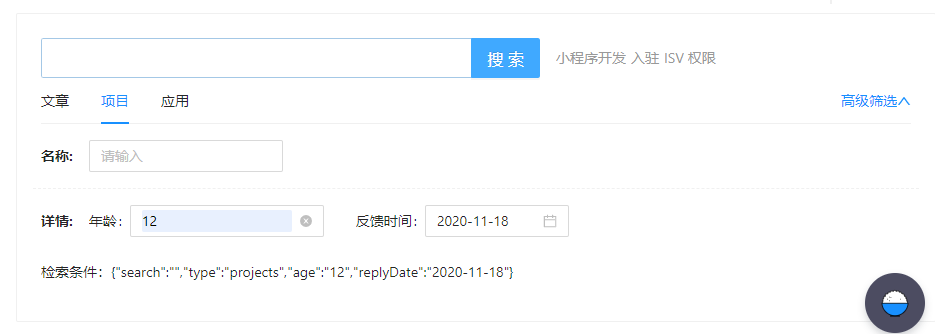 搜 索 小程序开发 入驻 ISV 权限
文章 项目 应用 高级筛选
名称: 请输入
详情: 年龄: 12 反馈时间: 2020-11-18
检索条件: {"search":"","type":"projects","age":"12","replyDate":"2020-11-18"}